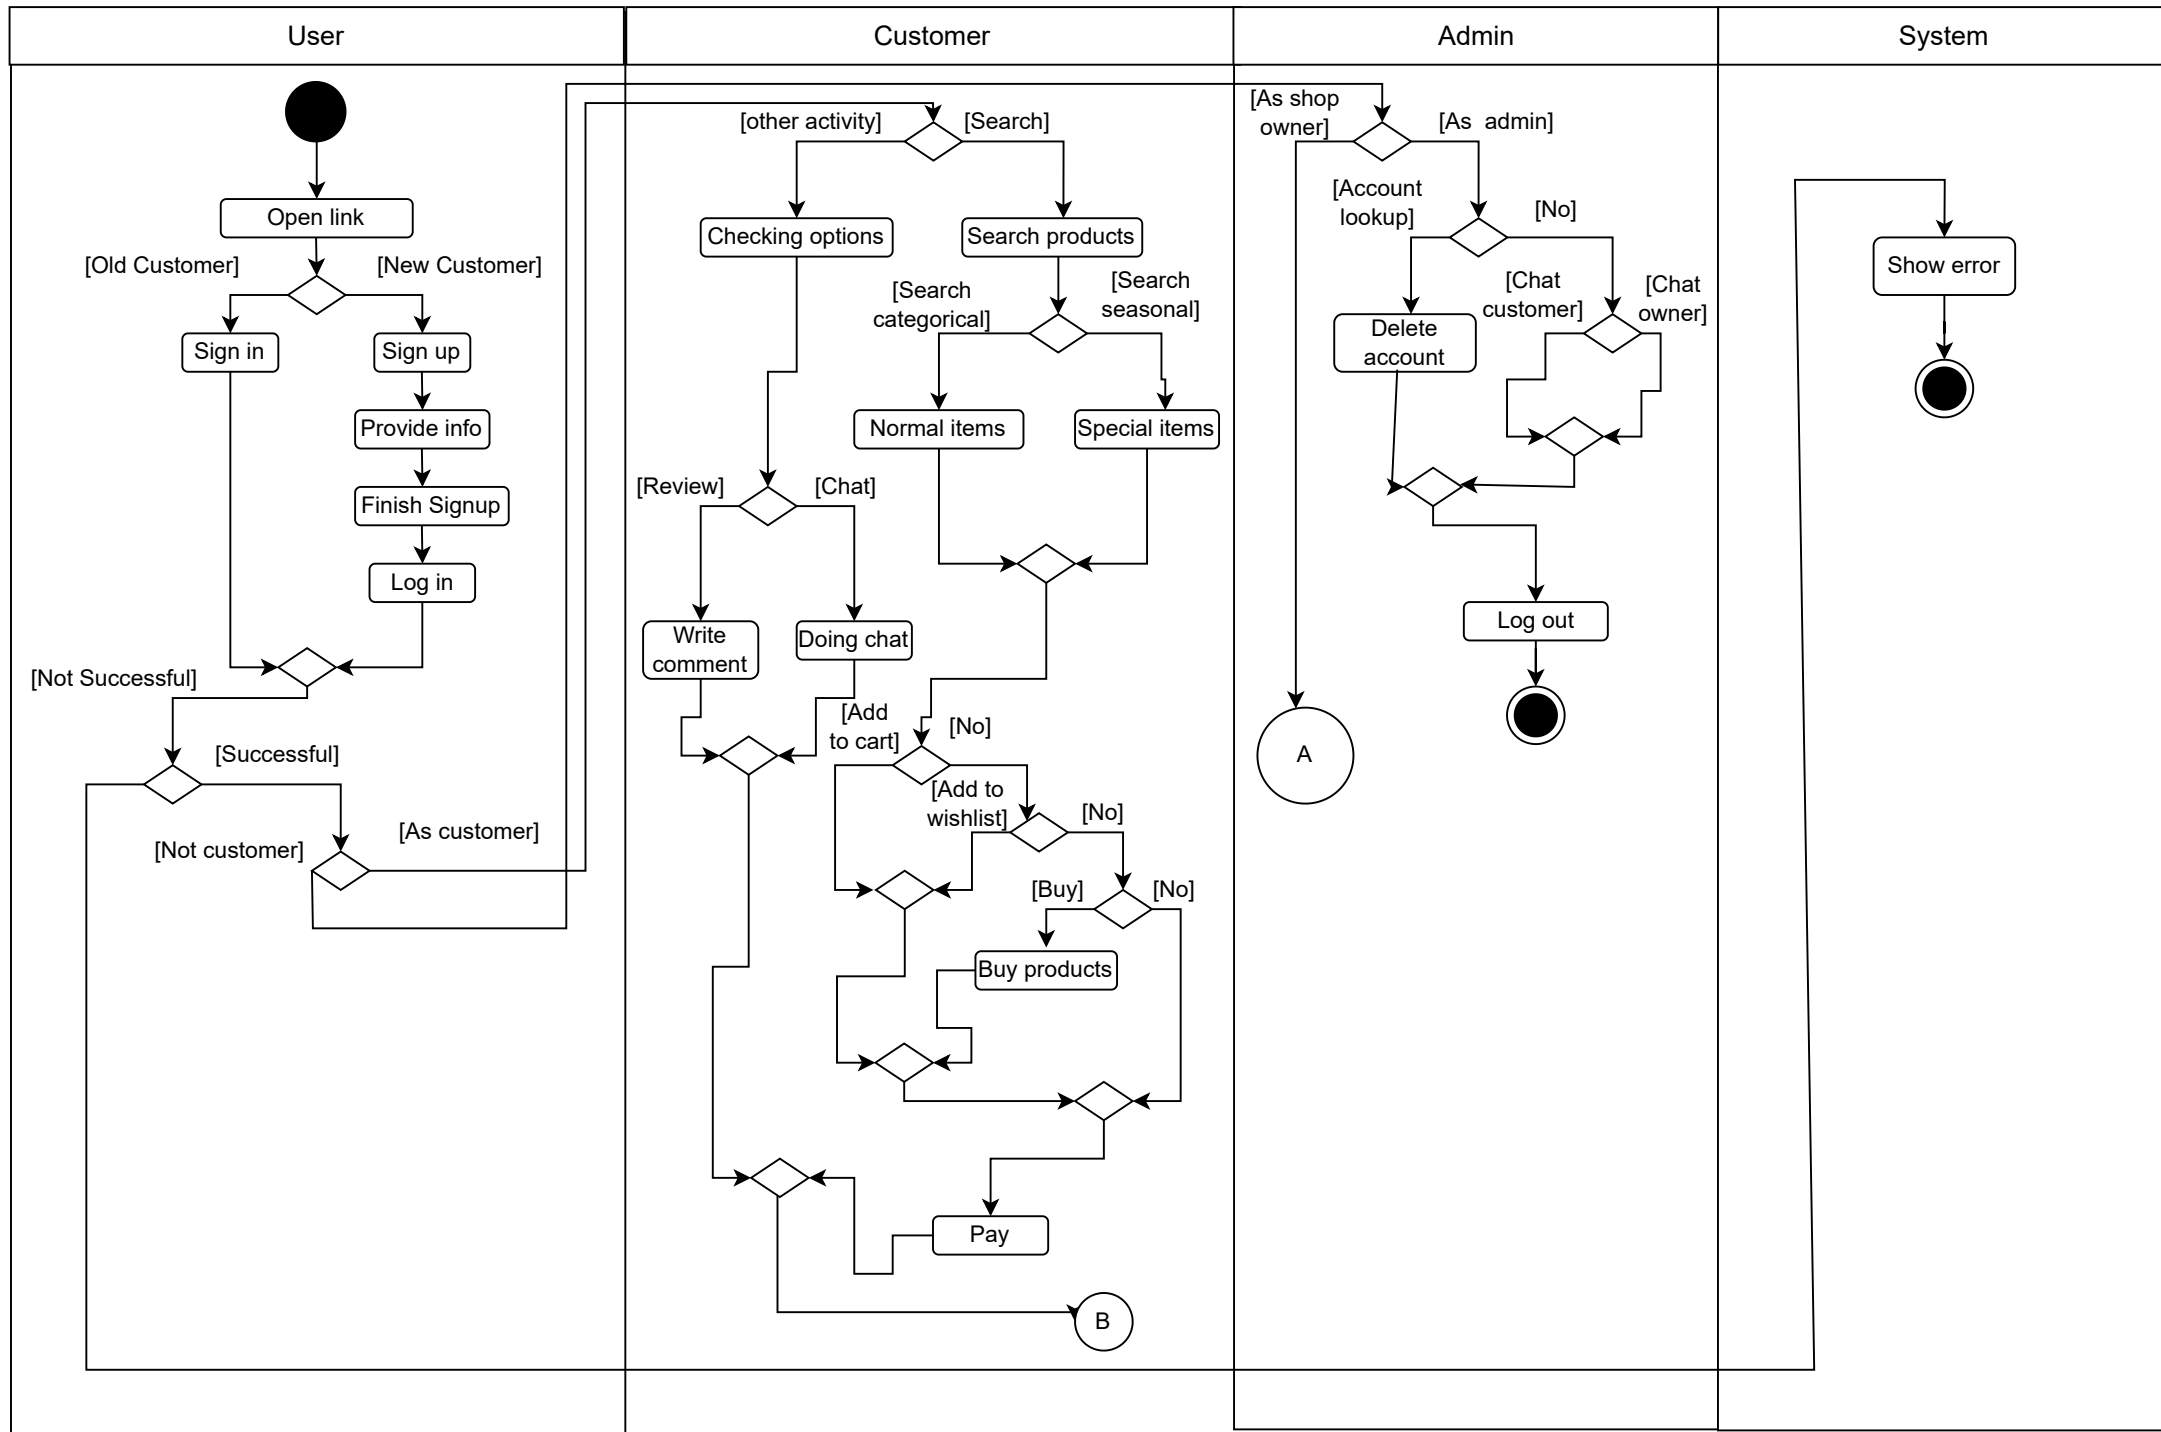 User
Customer
Admin
System
Open link
[Old Customer]
[New Customer]
Sign in
Sign up
Provide info
Finish Signup
Log in
[Not Successful]
[Successful]
[Not customer]
[As customer]
[other activity]
[Search]
Checking options
Search products
[Search
categorical]
[Search
seasonal]
Normal items
Special items
[Review]
[Chat]
Write
comment
Doing chat
[Add
to cart]
[No]
[Add to
wishlist]
[No]
[Buy]
[No]
Buy products
Pay
B
[As shop
owner]
[As  admin]
[Account
lookup]
[No]
Delete
account
[Chat
customer]
[Chat
owner]
Log out
A
Show error